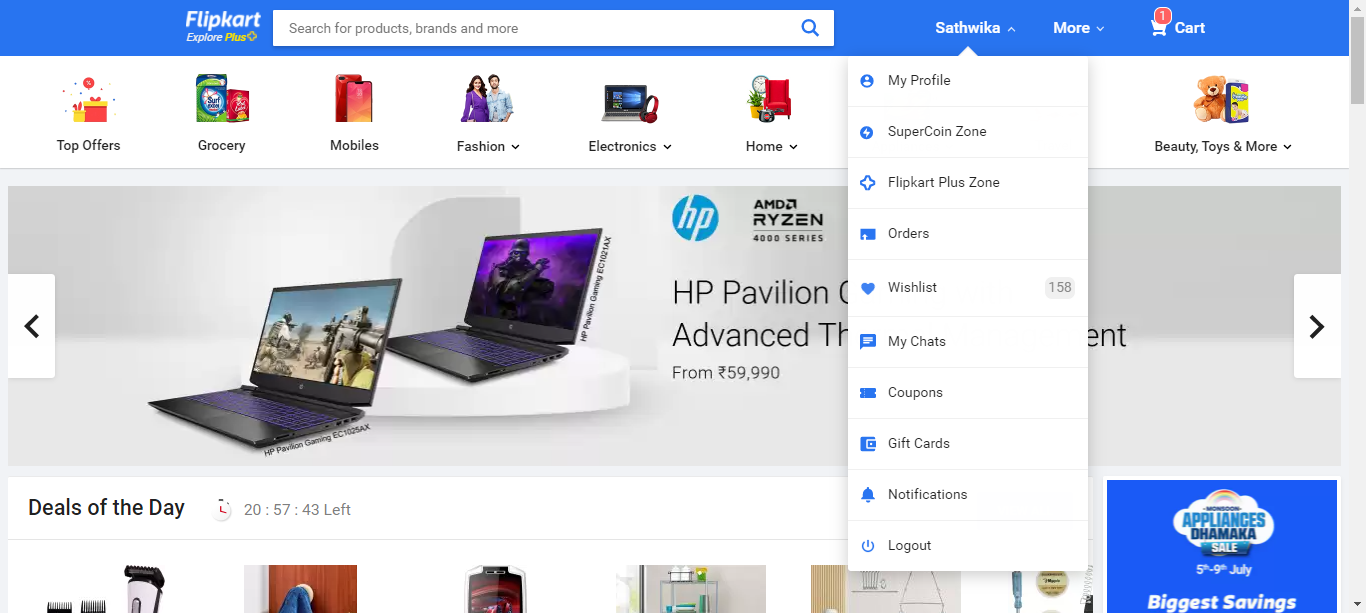 Flipkart
Explore Plus
Search for products, brands and more
Sathwika
More
1
Cart
Top Offers
Grocery
Mobiles
Fashion
Electronics
Home
Beauty, Toys & More
My Profile
SuperCoin Zone
Flipkart Plus Zone
Orders
Wishlist 158
My Chats
Coupons
Gift Cards
Notifications
Logout
Surf excel
hp
AMD
RYZEN
4000 SERIES
HP Pavilion G
Advanced Th ent
From ₹59,990
HP Pavilion Gaming EC1021AX
HP Pavilion Gaming EC1025AX
Deals of the Day
20 : 57 : 43 Left
MONSOON
APPLIANCES
DHAMAKA
SALE
5th-9th July
Biggest Savings